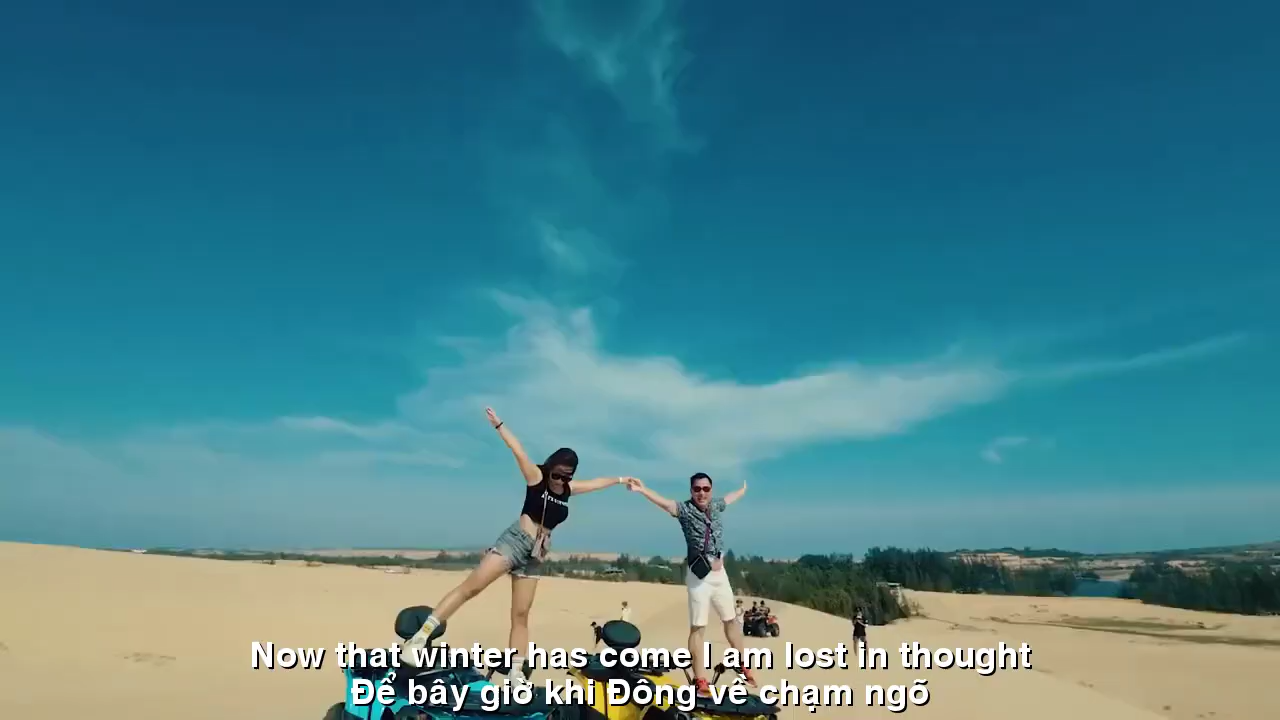 Now that winter has come I am lost in thought
Để bây giờ khi Đông về chạm ngõ